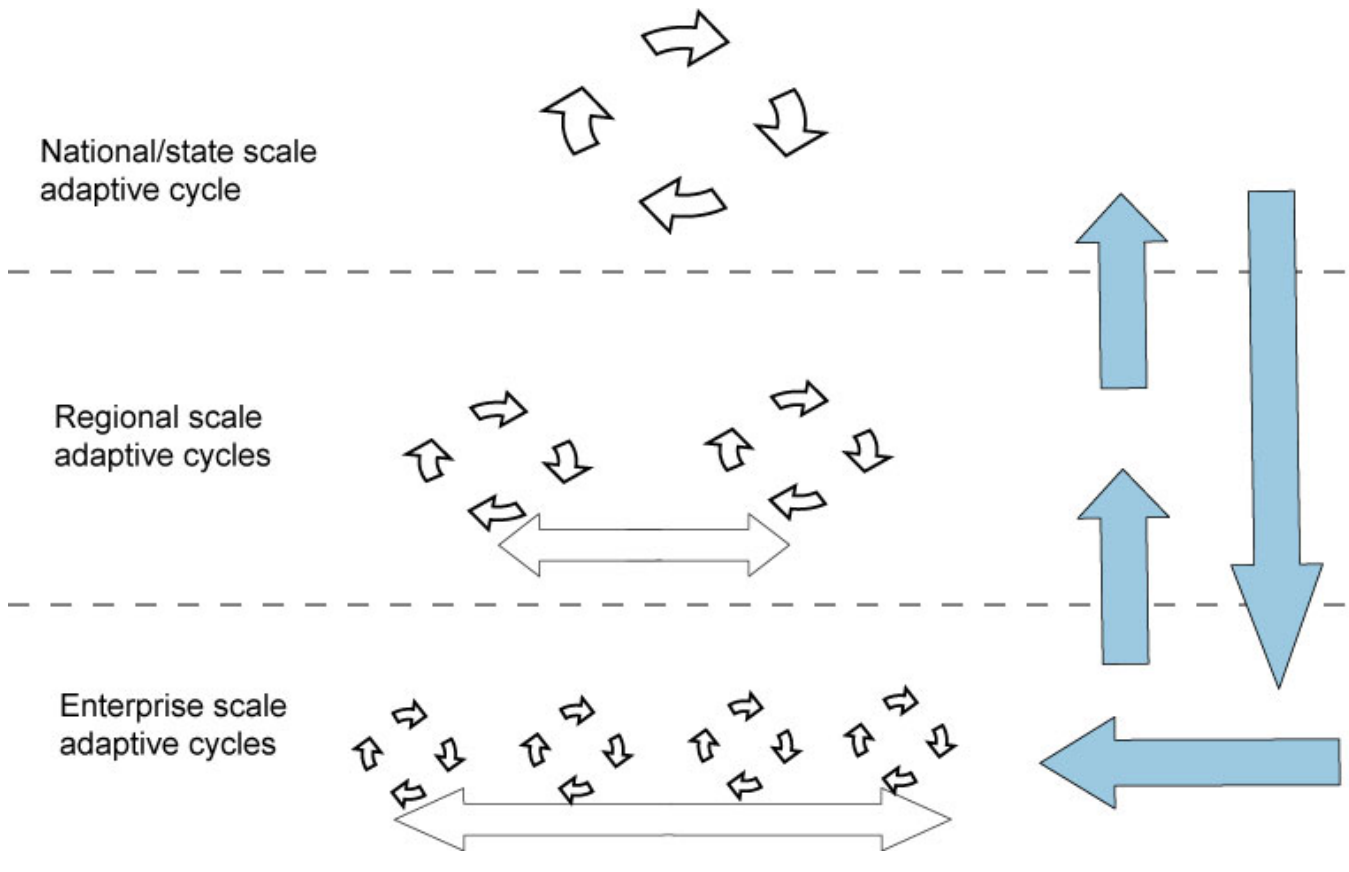 National/state scale
adaptive cycle
Regional scale
adaptive cycles
Enterprise scale
adaptive cycles